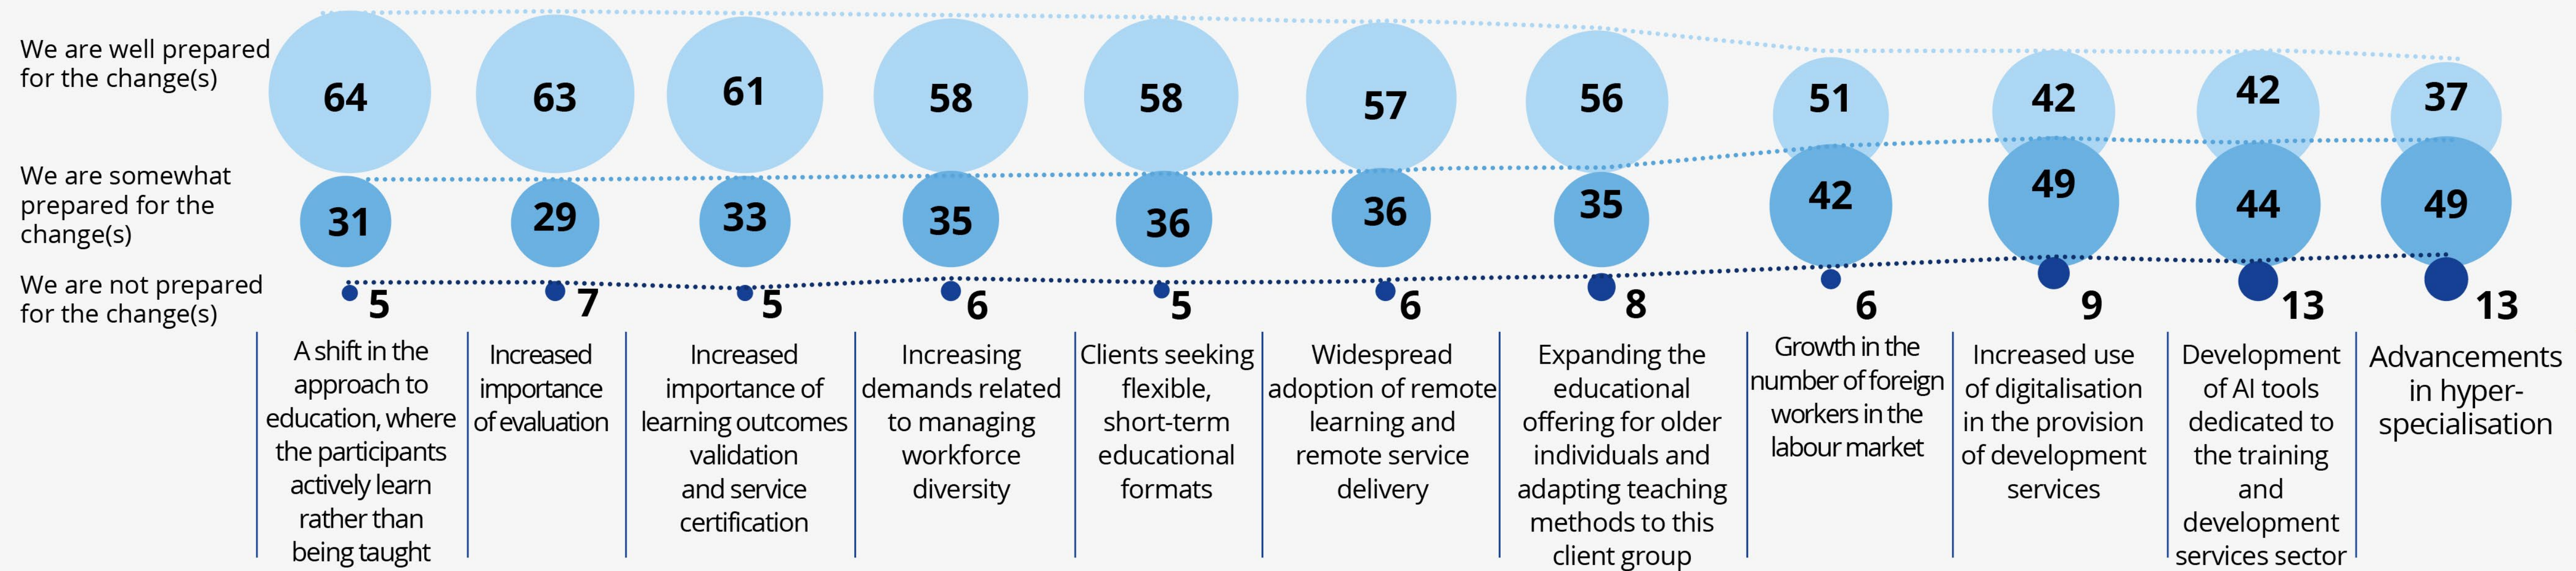 We are well prepared
for the change(s)
64
63
61
58
58
57
56
51
42
42
37
We are somewhat
prepared for the
change(s)
31
29
33
35
36
36
35
42
49
44
49
We are not prepared
for the change(s)
5
7
5
6
5
6
8
6
9
13
13
A shift in the
approach to
education, where
the participants
actively learn
rather than
being taught
Increased
importance
of evaluation
Increased
importance of
learning outcomes
validation
and service
certification
Increasing
demands related
to managing
workforce
diversity
Clients seeking
flexible,
short-term
educational
formats
Widespread
adoption of remote
learning and
remote service
delivery
Expanding the
educational
offering for older
individuals and
adapting teaching
methods to this
client group
Growth in the
number of foreign
workers in the
labour market
Increased use
of digitalisation
in the provision
of development
services
Development
of AI tools
dedicated to
the training
and
development
services sector
Advancements
in hyper-
specialisation